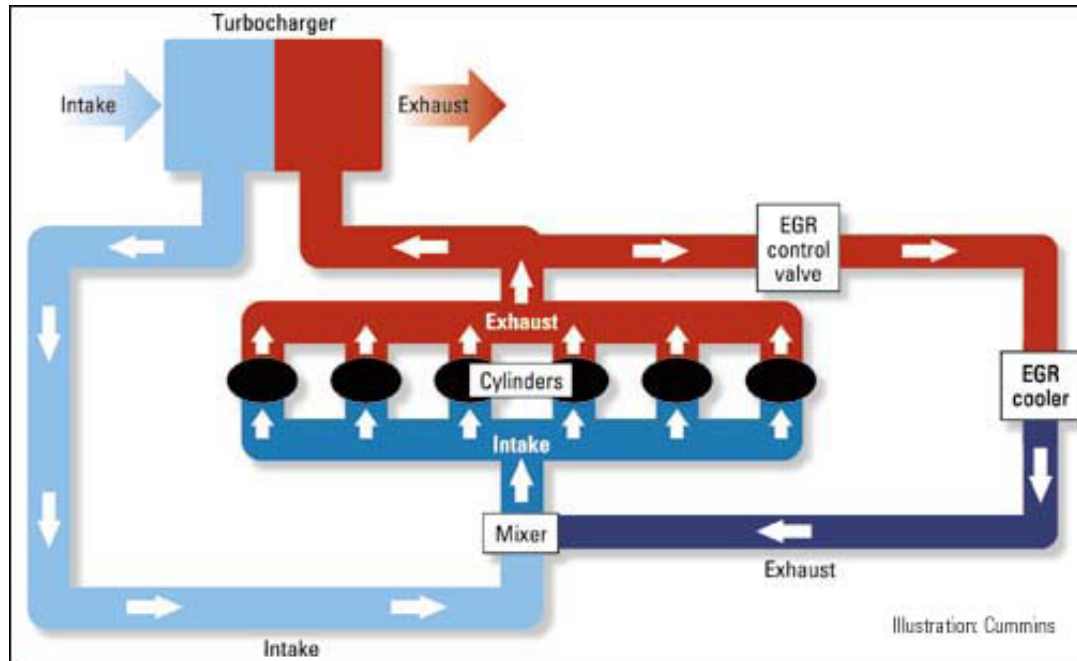 Turbocharger
Intake
Exhaust
EGR
control
valve
Exhaust
Cylinders
EGR
cooler
Intake
Mixer
Exhaust
Illustration: Cummins
Intake